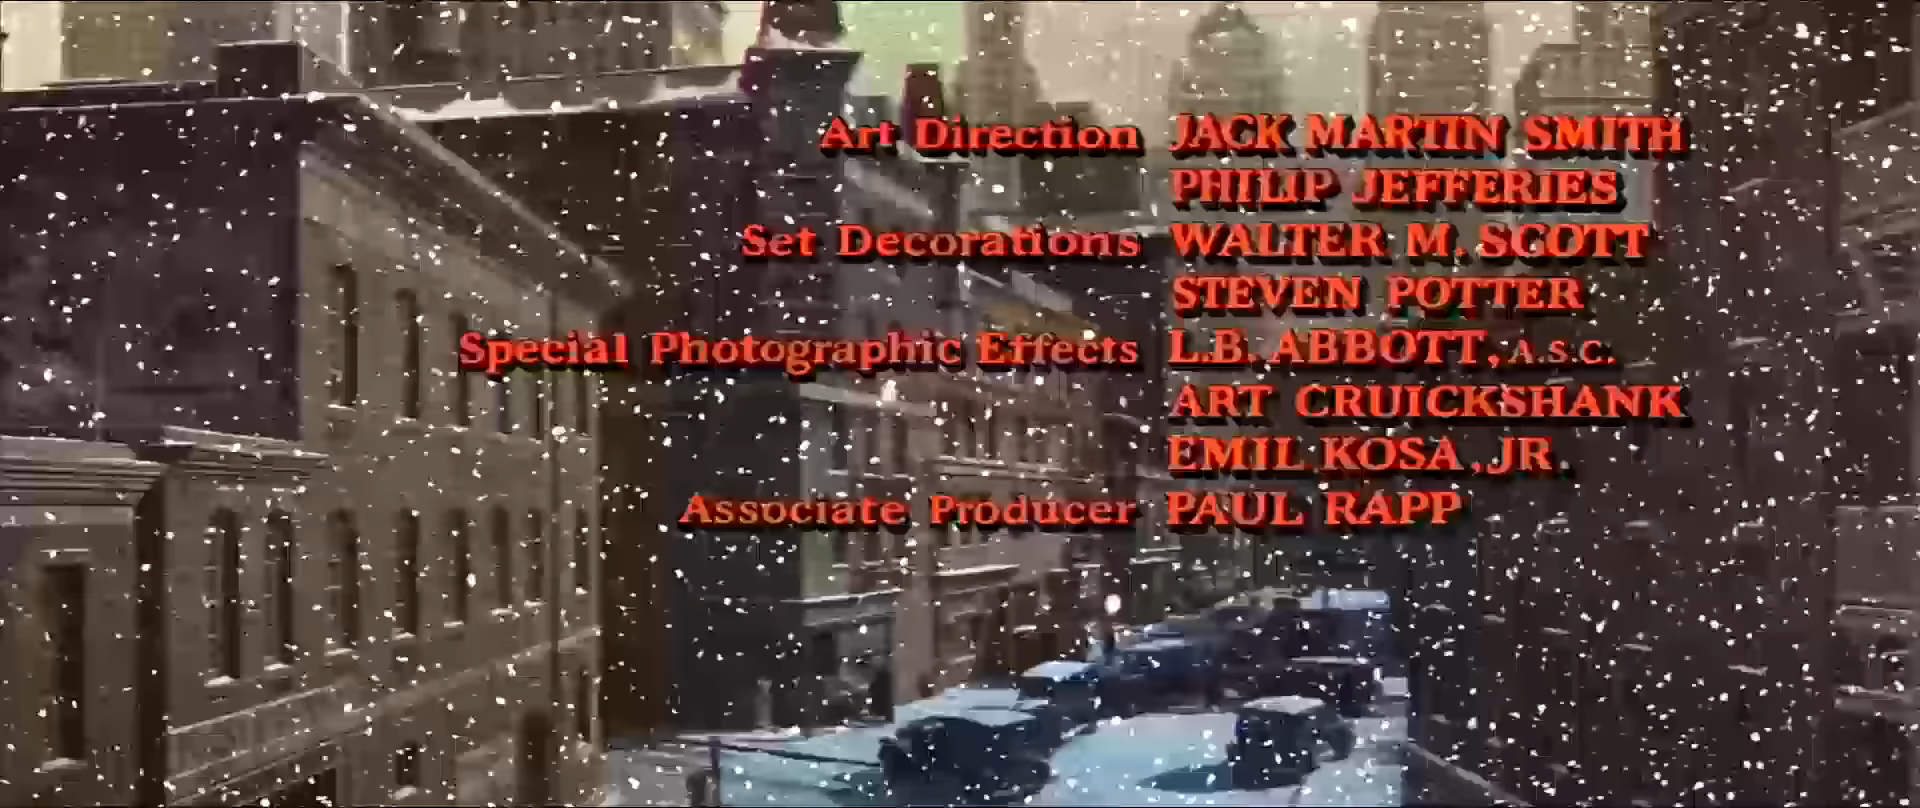 Art Direction JACK MARTIN SMITH
PHILIP JEFFERIES
Set Decorations WALTER M. SCOTT
STEVEN POTTER
Special Photographic Effects L.B. ABBOTT, A.S.C.
ART CRUICKSHANK
EMIL KOSA, JR.
Associate Producer PAUL RAPP